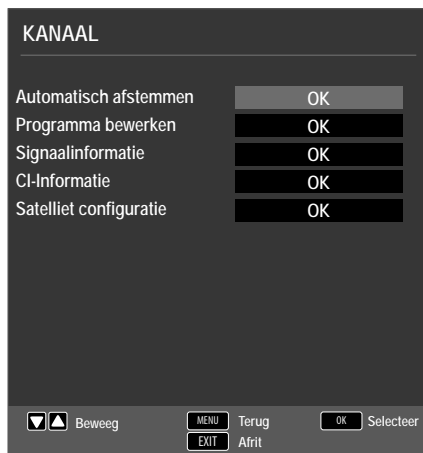 KANAAL
Automatisch afstemmen OK
Programma bewerken OK
Signaalinformatie OK
CI-Informatie OK
Satelliet configuratie OK
Beweeg MENU Terug OK Selecteer
EXIT Afrit